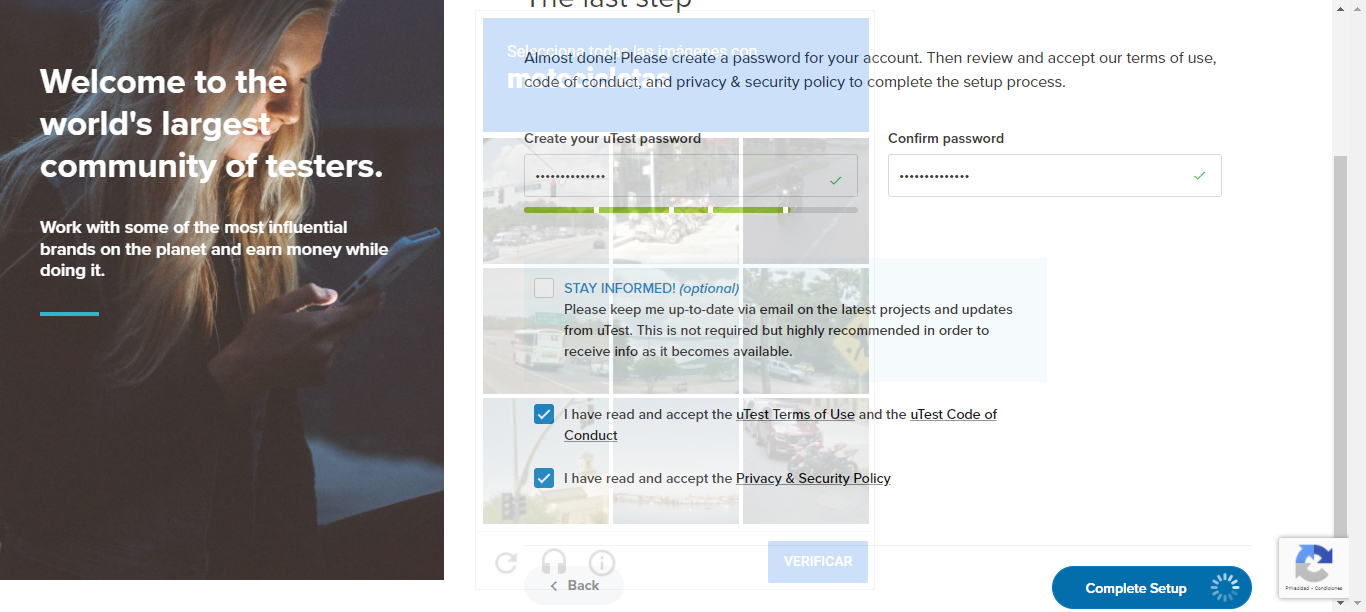 The last step
Welcome to the
world's largest
community of testers.
Work with some of the most influential
brands on the planet and earn money while
doing it.
Selecciona todas las imágenes con
motocicletas
Almost done! Please create a password for your account. Then review and accept our terms of use,
code of conduct, and privacy & security policy to complete the setup process.
Create your uTest password
Confirm password
••••••••••••••
••••••••••••••
STAY INFORMED! (optional)
Please keep me up-to-date via email on the latest projects and updates
from uTest. This is not required but highly recommended in order to
receive info as it becomes available.
I have read and accept the uTest Terms of Use and the uTest Code of
Conduct
I have read and accept the Privacy & Security Policy
VERIFICAR
Back
Complete Setup
Privacidad - Condiciones